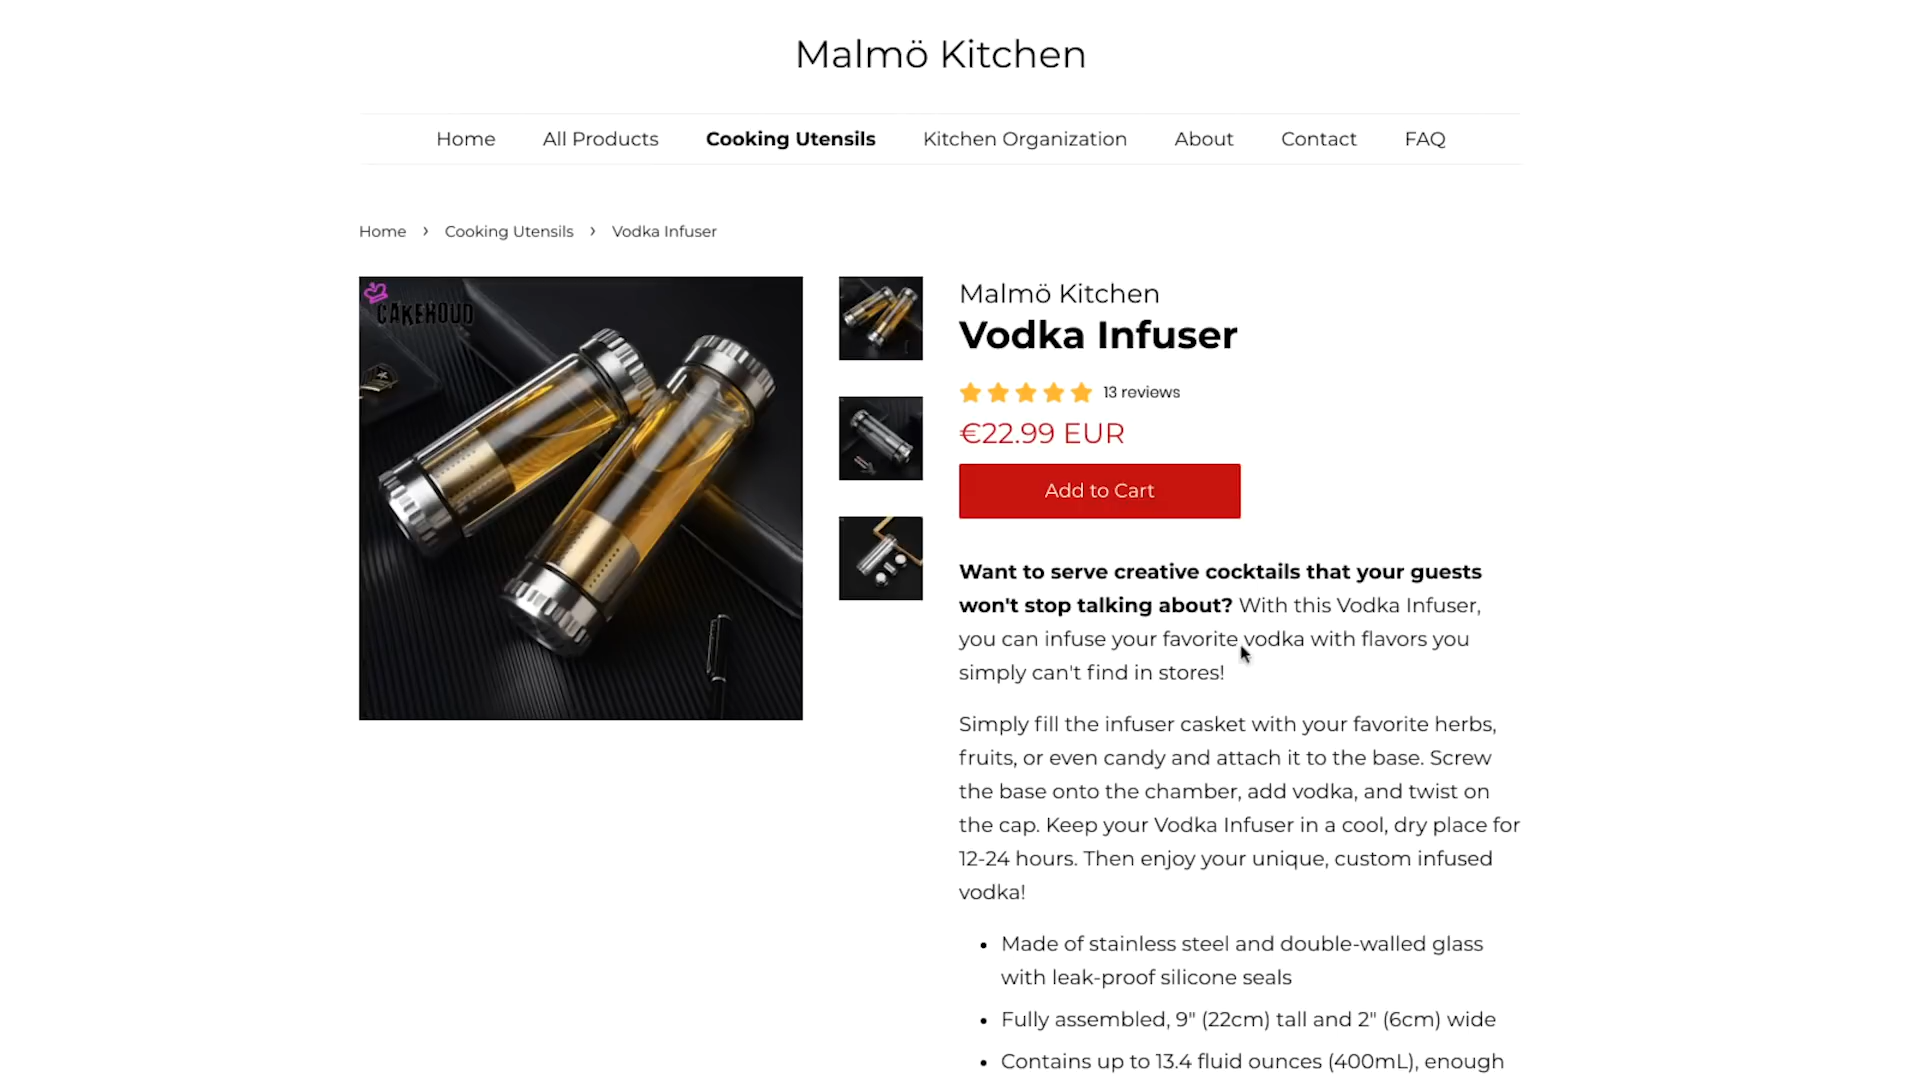 Malmö Kitchen
Home All Products Cooking Utensils Kitchen Organization About Contact FAQ
Home › Cooking Utensils › Vodka Infuser
CAKEHOUD
Malmö Kitchen
Vodka Infuser
13 reviews
€22.99 EUR
Add to Cart
Want to serve creative cocktails that your guests
won't stop talking about? With this Vodka Infuser,
you can infuse your favorite vodka with flavors you
simply can't find in stores!
Simply fill the infuser casket with your favorite herbs,
fruits, or even candy and attach it to the base. Screw
the base onto the chamber, add vodka, and twist on
the cap. Keep your Vodka Infuser in a cool, dry place for
12-24 hours. Then enjoy your unique, custom infused
vodka!
• Made of stainless steel and double-walled glass
with leak-proof silicone seals
• Fully assembled, 9" (22cm) tall and 2" (6cm) wide
• Contains up to 13.4 fluid ounces (400mL), enough